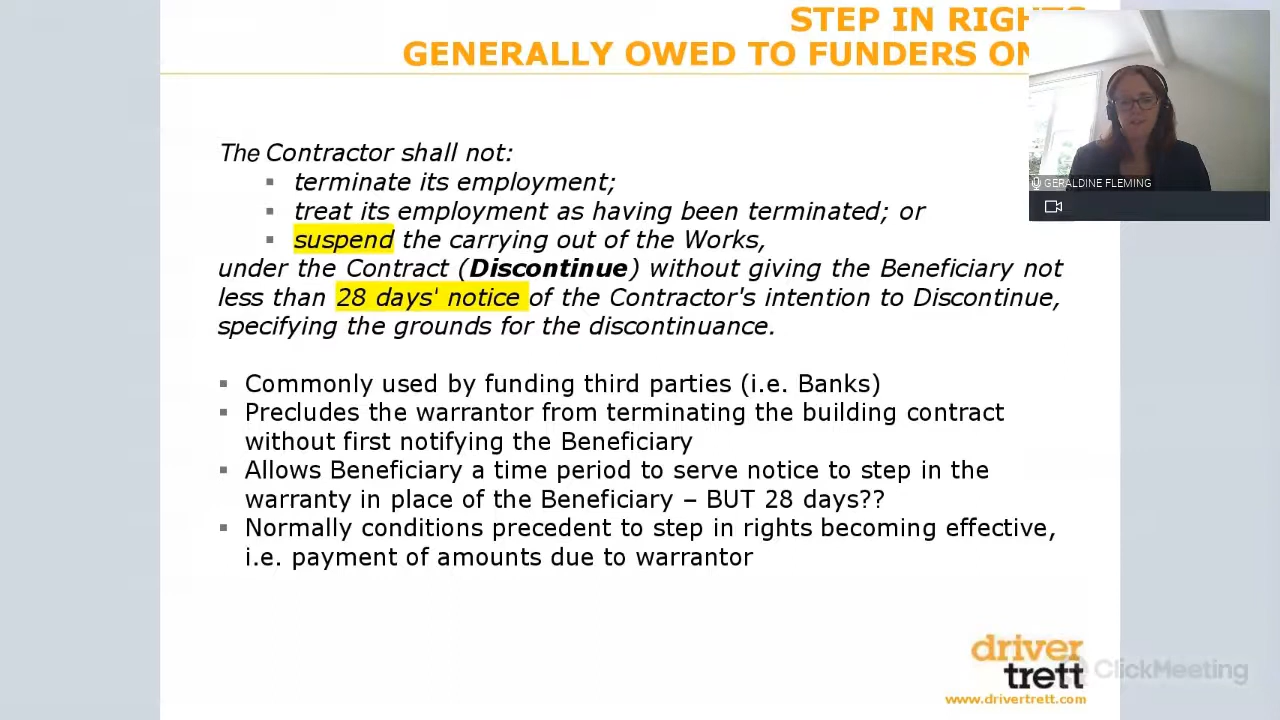 STEP IN RIGHTS
GENERALLY OWED TO FUNDERS ON
GERALDINE FLEMING
The Contractor shall not:
▪ terminate its employment;
▪ treat its employment as having been terminated; or
▪ suspend the carrying out of the Works,
under the Contract (Discontinue) without giving the Beneficiary not
less than 28 days' notice of the Contractor's intention to Discontinue,
specifying the grounds for the discontinuance.
▪ Commonly used by funding third parties (i.e. Banks)
▪ Precludes the warrantor from terminating the building contract
without first notifying the Beneficiary
▪ Allows Beneficiary a time period to serve notice to step in the
warranty in place of the Beneficiary – BUT 28 days??
▪ Normally conditions precedent to step in rights becoming effective,
i.e. payment of amounts due to warrantor
driver
trett
ClickMeeting
www.drivertrett.com